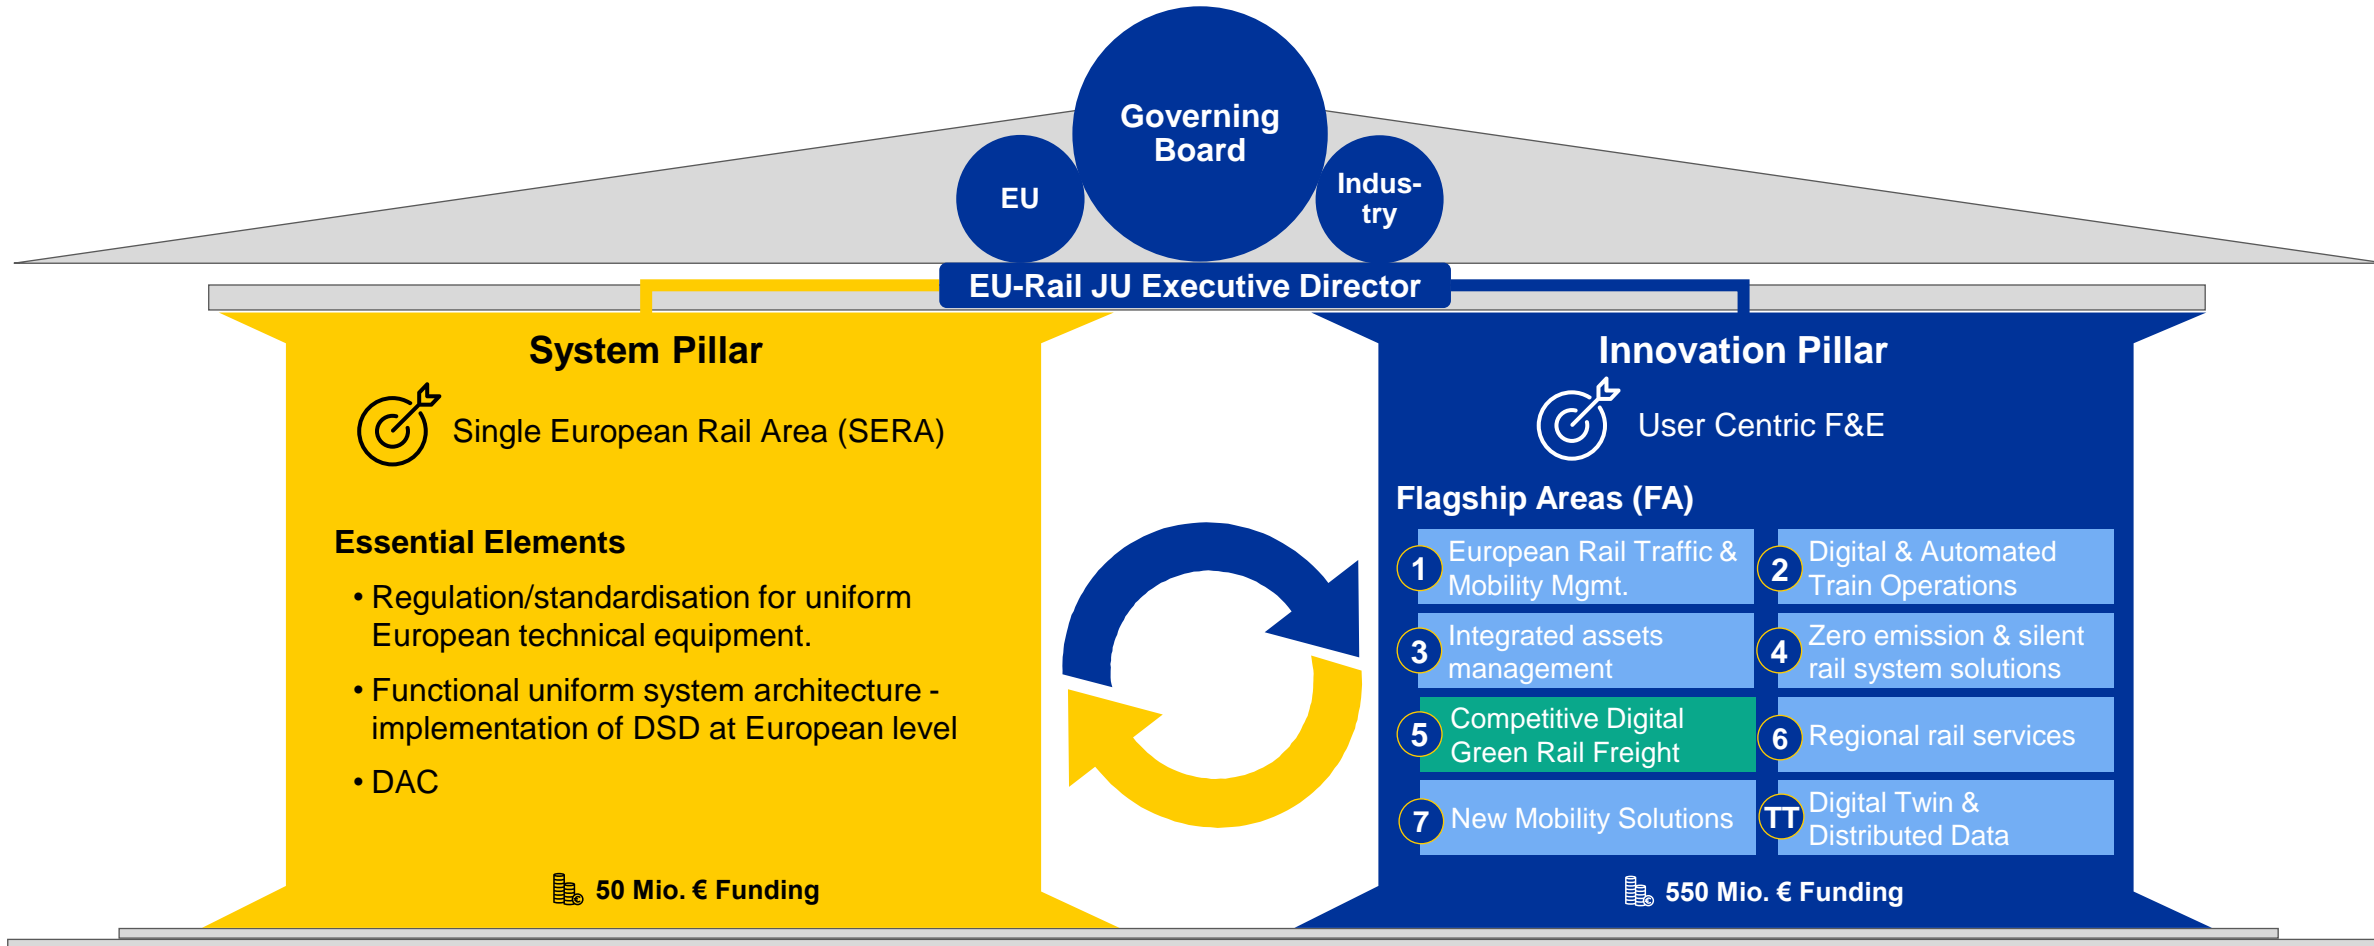 Governing
Board
EU
Indus-
try
EU-Rail JU Executive Director
System Pillar
Single European Rail Area (SERA)
Essential Elements
• Regulation/standardisation for uniform
European technical equipment.
• Functional uniform system architecture -
implementation of DSD at European level
• DAC
50 Mio. € Funding
Innovation Pillar
User Centric F&E
Flagship Areas (FA)
1
European Rail Traffic &
Mobility Mgmt.
2
Digital & Automated
Train Operations
3
Integrated assets
management
4
Zero emission & silent
rail system solutions
5
Competitive Digital
Green Rail Freight
6
Regional rail services
7
New Mobility Solutions
TT
Digital Twin &
Distributed Data
550 Mio. € Funding